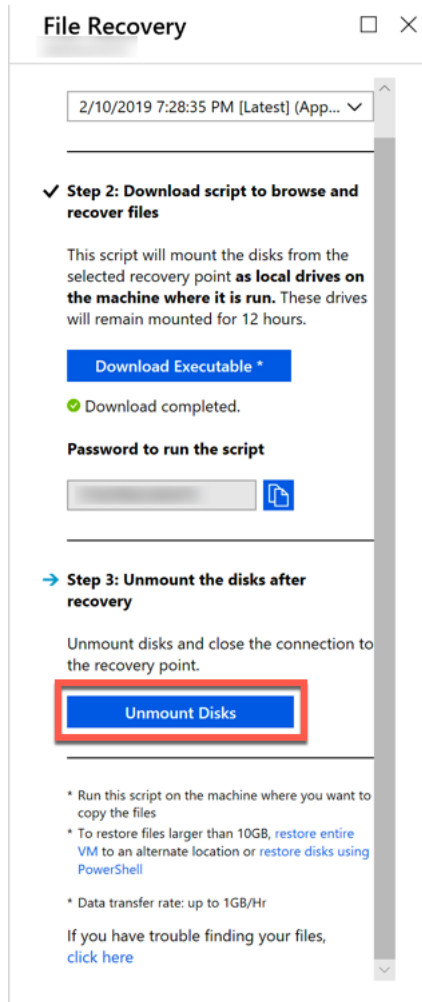 File Recovery
2/10/2019 7:28:35 PM [Latest] (App...
Step 2: Download script to browse and
recover files
This script will mount the disks from the
selected recovery point as local drives on
the machine where it is run. These drives
will remain mounted for 12 hours.
Download Executable *
Download completed.
Password to run the script
Step 3: Unmount the disks after
recovery
Unmount disks and close the connection to
the recovery point.
Unmount Disks
* Run this script on the machine where you want to
copy the files
* To restore files larger than 10GB, restore entire
VM to an alternate location or restore disks using
PowerShell
* Data transfer rate: up to 1GB/Hr
If you have trouble finding your files,
click here